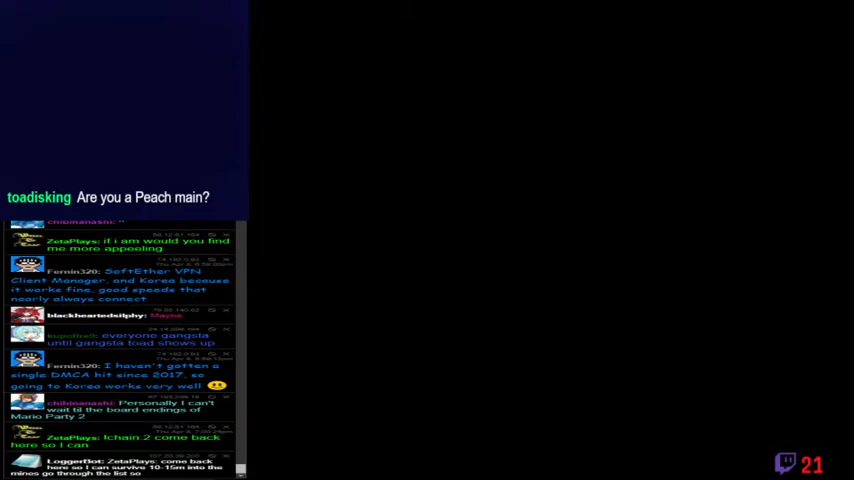 toadisking Are you a Peach main?
chibinanashi: ^^
ZetaPlays: if i am would you find
me more appeeling
Fernin320: SoftEther VPN
Client Manager, and Korea because
it works fine, good speeds that
nearly always connect
blackheartedsilphy: Maybe
everyone gangsta
until gangsta toad shows up
Fernin320: I haven't gotten a
single DMCA hit since 2017, so
going to Korea works very well
chibinanashi: Personally I can't
wait til the board endings of
Mario Party 2
ZetaPlays: !chain:2 come back
here so I can
LoggerBot: ZetaPlays: come back
here so I can survive 10-15m into the
mines go through the list so
21